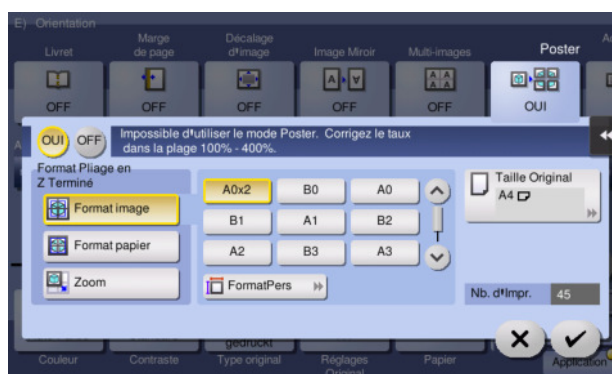 E) Orientation
Livret
Marge
de page
Décalage
d'image
Image Miroir
Multi-images
Poster
OFF
OFF
OFF
OFF
OFF
OUI
OUI
OFF
Impossible d'utiliser le mode Poster. Corrigez le taux
dans la plage 100% - 400%.
Format Pliage en
Z Terminé
Format image
Format papier
Zoom
A0x2
B0
A0
B1
A1
B2
A2
B3
A3
FormatPers
Taille Original
A4
Nb. d'Impr.
45
gedruckt
Couleur
Contraste
Type original
Réglages
Original
Papier
Application